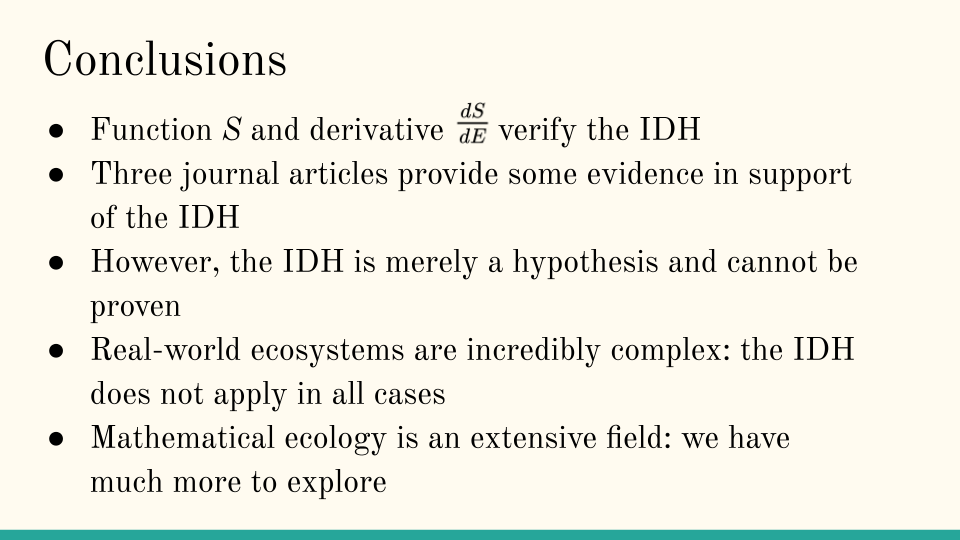 Conclusions
● Function S and derivative dS/dE verify the IDH
● Three journal articles provide some evidence in support
of the IDH
● However, the IDH is merely a hypothesis and cannot be
proven
● Real-world ecosystems are incredibly complex: the IDH
does not apply in all cases
● Mathematical ecology is an extensive field: we have
much more to explore